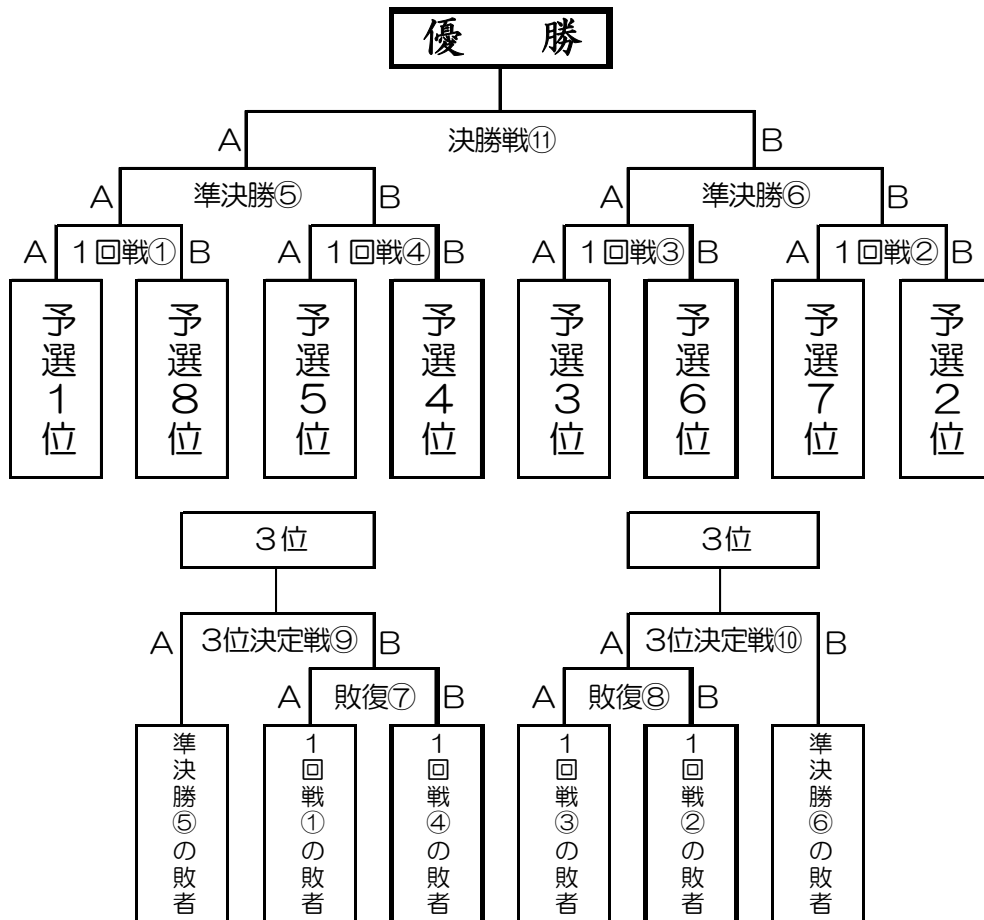 優　勝
決勝戦⑪
A B
準決勝⑤ 準決勝⑥
A B A B
1回戦① 1回戦④ 1回戦③ 1回戦②
A B A B A B A B
予選1位
予選8位
予選5位
予選4位
予選3位
予選6位
予選7位
予選2位
3位
3位
A 3位決定戦⑨ B
A 3位決定戦⑩ B
A 敗復⑦ B
A 敗復⑧ B
準決勝⑤の敗者
1回戦①の敗者
1回戦④の敗者
1回戦③の敗者
1回戦②の敗者
準決勝⑥の敗者